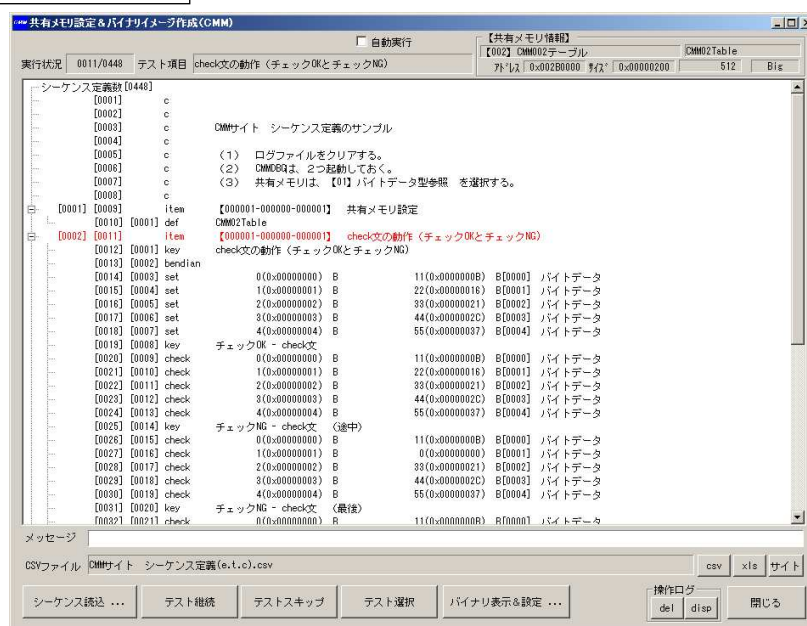 共有メモリ設定&バイナリイメージ作成(CMM)
自動実行
【共有メモリ情報】
実行状況 0011/0448 テスト項目 check文の動作(チェックOKとチェックNG)
【002】CMM002テーブル CMM02Table
アドレス 0x002B0000 サイズ 0x00000200 512 Big
シーケンス定義数[0448]
[0001] c
[0002] c
[0003] c CMMサイト シーケンス定義のサンプル
[0004] c
[0005] c (1) ログファイルをクリアする。
[0006] c (2) CMMDBGは、2つ起動しておく。
[0007] c (3) 共有メモリは、【01】バイトデータ型参照 を選択する。
[0008] c
[0001] [0009] item 【000001-000000-000001】 共有メモリ設定
[0010] [0001] def CMM02Table
[0002] [0011] item 【000001-000000-000001】 check文の動作(チェックOKとチェックNG)
[0012] [0001] key check文の動作(チェックOKとチェックNG)
[0013] [0002] bendian
[0014] [0003] set 0(0x00000000) B 11(0x0000000B) B[0000] バイトデータ
[0015] [0004] set 1(0x00000001) B 22(0x00000016) B[0001] バイトデータ
[0016] [0005] set 2(0x00000002) B 33(0x00000021) B[0002] バイトデータ
[0017] [0006] set 3(0x00000003) B 44(0x0000002C) B[0003] バイトデータ
[0018] [0007] set 4(0x00000004) B 55(0x00000037) B[0004] バイトデータ
[0019] [0008] key チェックOK - check文
[0020] [0009] check 0(0x00000000) B 11(0x0000000B) B[0000] バイトデータ
[0021] [0010] check 1(0x00000001) B 22(0x00000016) B[0001] バイトデータ
[0022] [0011] check 2(0x00000002) B 33(0x00000021) B[0002] バイトデータ
[0023] [0012] check 3(0x00000003) B 44(0x0000002C) B[0003] バイトデータ
[0024] [0013] check 4(0x00000004) B 55(0x00000037) B[0004] バイトデータ
[0025] [0014] key チェックNG - check文 (途中)
[0026] [0015] check 0(0x00000000) B 11(0x0000000B) B[0000] バイトデータ
[0027] [0016] check 1(0x00000001) B 0(0x00000000) B[0001] バイトデータ
[0028] [0017] check 2(0x00000002) B 33(0x00000021) B[0002] バイトデータ
[0029] [0018] check 3(0x00000003) B 44(0x0000002C) B[0003] バイトデータ
[0030] [0019] check 4(0x00000004) B 55(0x00000037) B[0004] バイトデータ
[0031] [0020] key チェックNG - check文 (最後)
[0032] [0021] check 0(0x00000000) B 11(0x0000000B) B[0000] バイトデータ
メッセージ
CSVファイル CMMサイト シーケンス定義(e.t.c).csv csv xls サイト
シーケンス読込 ... テスト継続 テストスキップ テスト選択 バイナリ表示&設定 ... 操作ログ del disp 閉じる